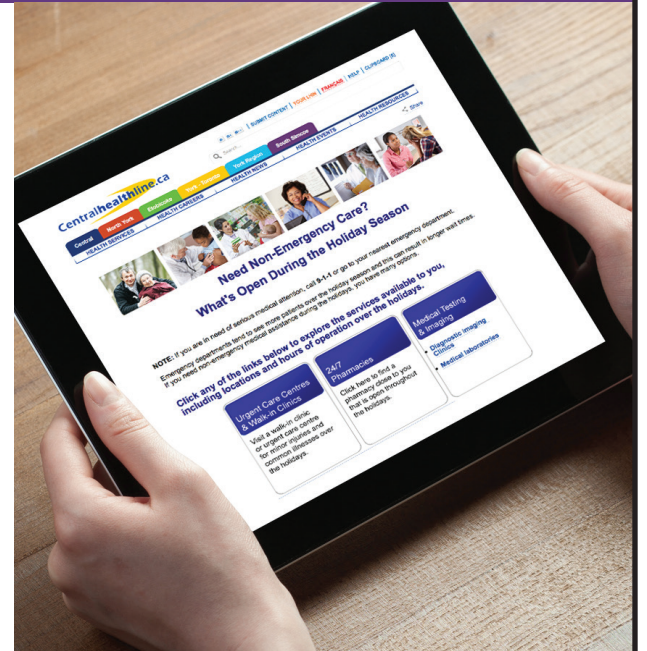 SUBMIT CONTENT | YOUR LHIN | FRANÇAIS | HELP | CLIPBOARD
Search...
Centralhealthline.ca
Central North York Etobicoke York - Toronto York Region South Simcoe
HEALTH SERVICES HEALTH CAREERS HEALTH NEWS HEALTH EVENTS HEALTH RESOURCES
Share
Need Non-Emergency Care?
What's Open During the Holiday Season
NOTE: If you are in need of serious medical attention, call 9-1-1 or go to your nearest emergency department.
Emergency departments tend to see more patients over the holiday season and this can result in longer wait times.
If you need non-emergency medical assistance during the holidays, you have many options.
Click any of the links below to explore the services available to you,
including locations and hours of operation over the holidays.
Urgent Care Centres
& Walk-in Clinics
Visit a walk-in clinic
or urgent care centre
for minor injuries and
common illnesses over
the holidays.
24/7
Pharmacies
Click here to find a
pharmacy close to you
that is open throughout
the holidays.
Medical Testing
& Imaging
• Diagnostic imaging
Clinics
• Medical laboratories